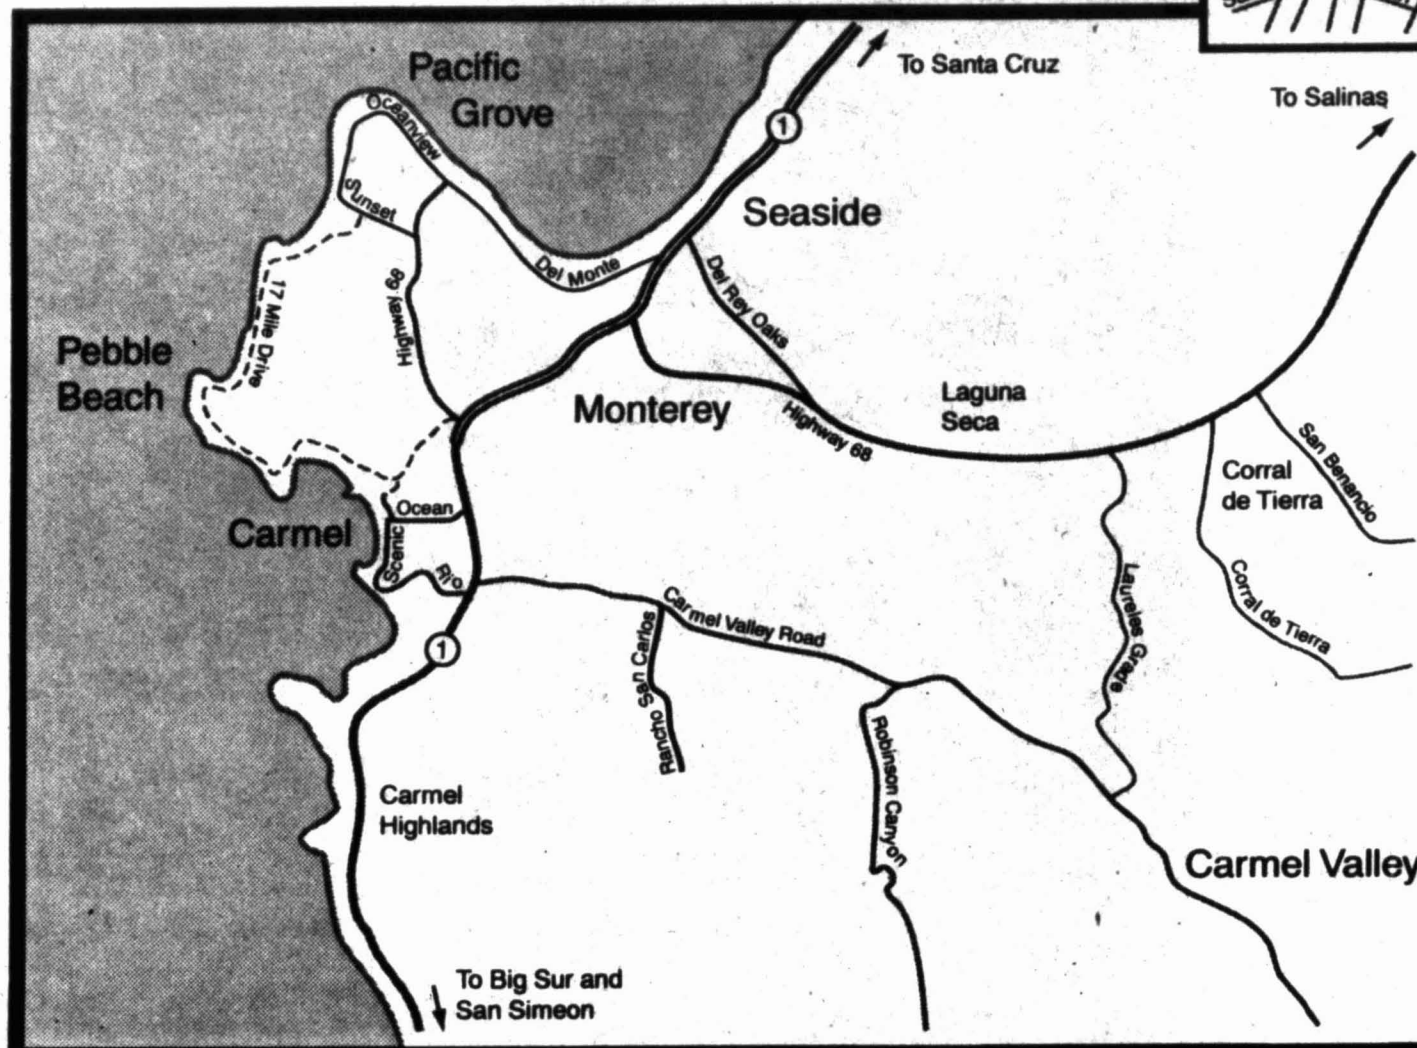 To Santa Cruz
To Salinas
Pacific
Grove
Oceanview
1
Seaside
Sunset
Del Monte
Del Rey Oaks
17 Mile Drive
Highway 68
Pebble
Beach
Monterey
Highway 68
Laguna
Seca
San Benancio
Corral
de Tierra
Carmel
Ocean
Scenic
Rio
Carmel Valley Road
Laureles Grade
Corral de Tierra
1
Rancho San Carlos
Robinson Canyon
Carmel
Highlands
Carmel Valley
To Big Sur and
San Simeon